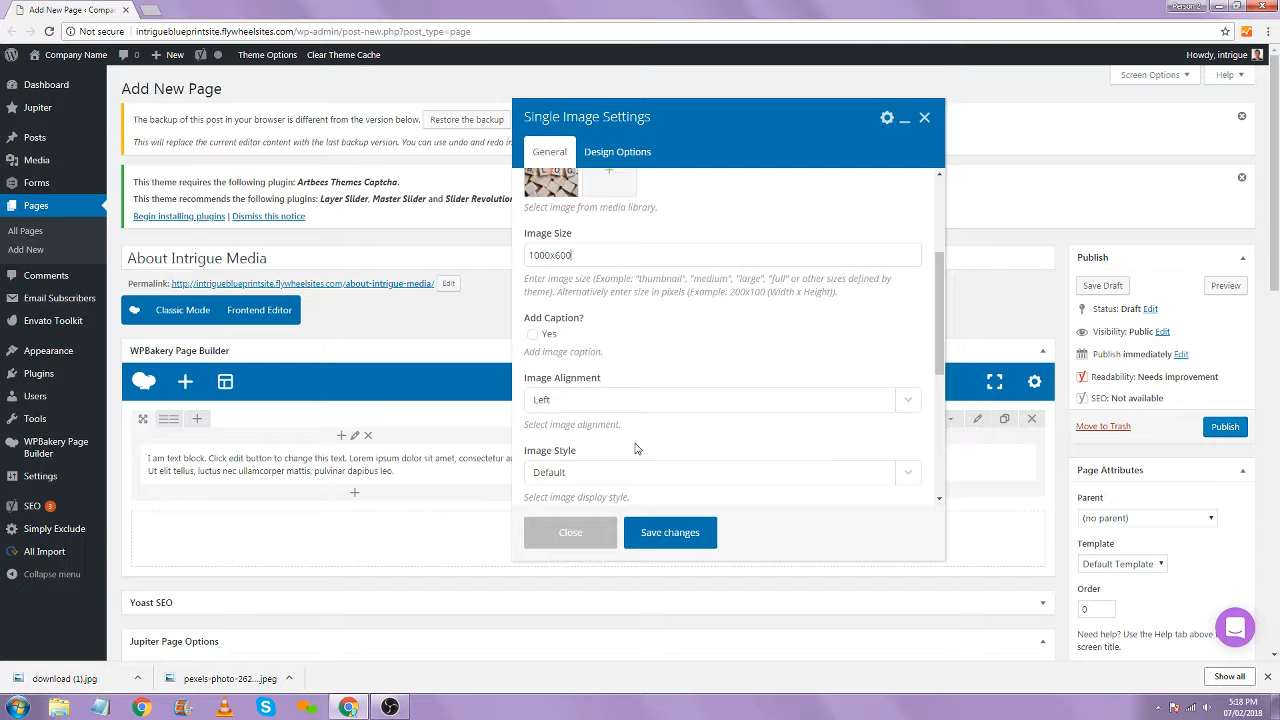 Add New Page ‹ Compan
Person 2
Not secure | intrigueblueprintsite.flywheelsites.com/wp-admin/post-new.php?post_type=page
Company Name 0 New Theme Options Clear Theme Cache Howdy, intrigue
Dashboard
Jupiter
Posts
Media
Forms
Pages
All Pages
Add New
Comments
Email Subscribers
Envato Toolkit
Appearance
Plugins
Users
Tools
WPBakery Page
Builder
Settings
SEO 3
Simply Exclude
All Import
Collapse menu
Add New Page
Screen Options Help
The backup of this post in your browser is different from the version below. Restore the backup
This will replace the current editor content with the last backup version. You can use undo and redo in
This theme requires the following plugin: Artbees Themes Captcha.
This theme recommends the following plugins: Layer Slider, Master Slider and Slider Revolution
Begin installing plugins | Dismiss this notice
About Intrigue Media
Permalink: http://intrigueblueprintsite.flywheelsites.com/about-intrigue-media/ Edit
Classic Mode Frontend Editor
WPBakery Page Builder
I am text block. Click edit button to change this text. Lorem ipsum dolor sit amet, consectetur ad
Ut elit tellus, luctus nec ullamcorper mattis, pulvinar dapibus leo.
Yoast SEO
Jupiter Page Options
Single Image Settings
General Design Options
Select image from media library.
Image Size
1000x600
Enter image size (Example: "thumbnail", "medium", "large", "full" or other sizes defined by
theme). Alternatively enter size in pixels (Example: 200x100 (Width x Height)).
Add Caption?
Yes
Add image caption.
Image Alignment
Left
Select image alignment.
Image Style
Default
Select image display style.
Close Save changes
Publish
Save Draft Preview
Status: Draft Edit
Visibility: Public Edit
Publish immediately Edit
Readability: Needs improvement
SEO: Not available
Move to Trash Publish
Page Attributes
Parent
(no parent)
Template
Default Template
Order
0
Need help? Use the Help tab above
screen title.
download (1).jpg pexels-photo-262....jpeg Show all
5:18 PM
07/02/2018